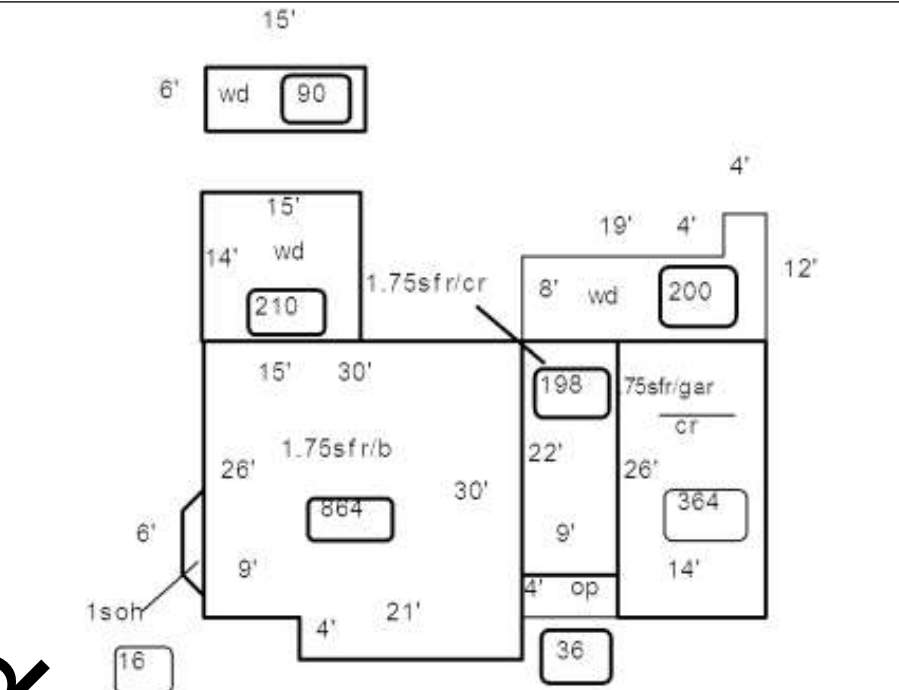 15'
6' wd 90
4'
15' 19' 4'
14' wd 12'
1.75sfr/cr 8' wd 200
210
15' 30' 198 .75sfr/gar
cr
1.75sfr/b 22' 26'
26' 30' 364
864
6' 9' 9' 14'
1soh 4' 21' 4' op
16 36